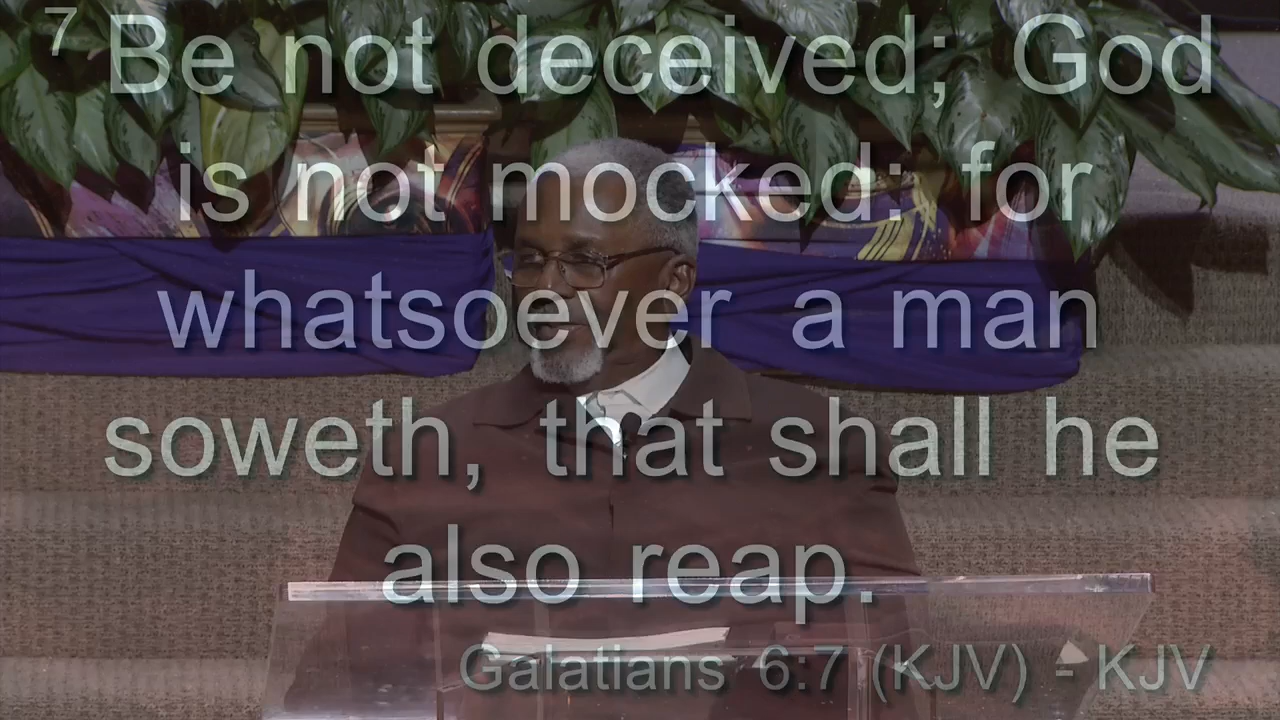 7 Be not deceived; God
is not mocked: for
whatsoever a man
soweth, that shall he
also reap.
Galatians 6:7 (KJV) - KJV